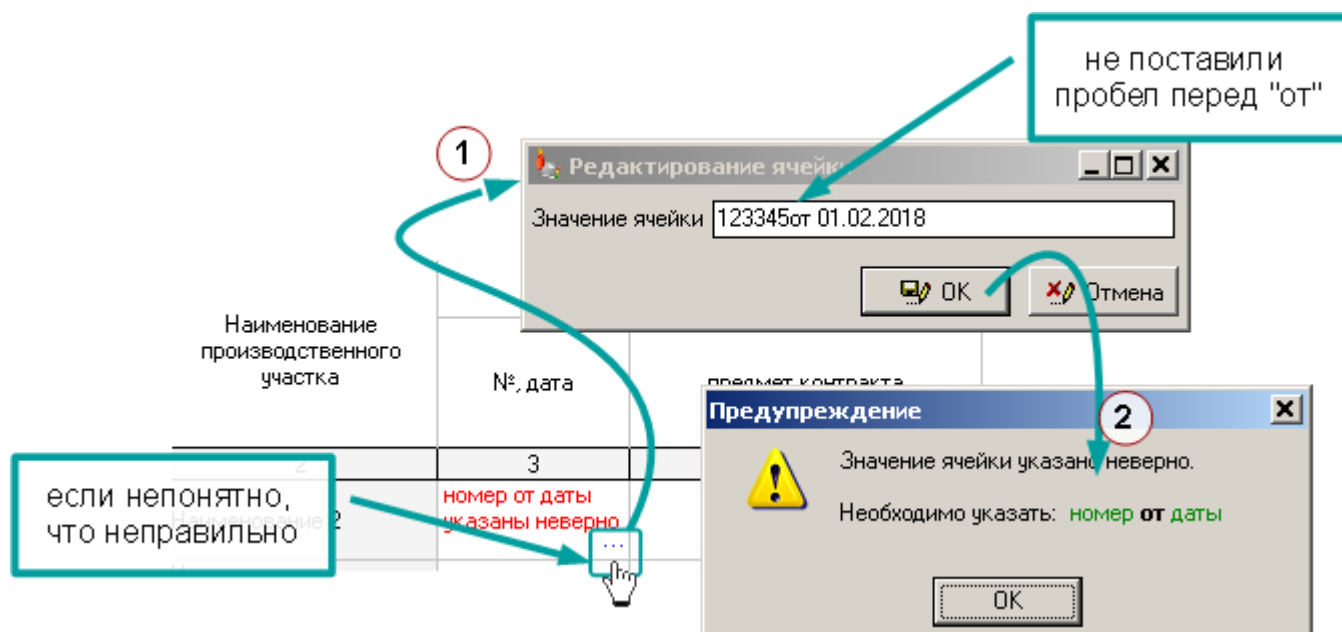 не поставили
пробел перед "от"
1
Редактирование ячейки
Значение ячейки 123345от 01.02.2018
OK
Отмена
Наименование
производственного
участка
№, дата
предмет контракта
Предупреждение
2
Значение ячейки указано неверно.
Необходимо указать: номер от даты
OK
2
3
номер от даты
указаны неверно
...
если непонятно,
что неправильно
Наименование 2